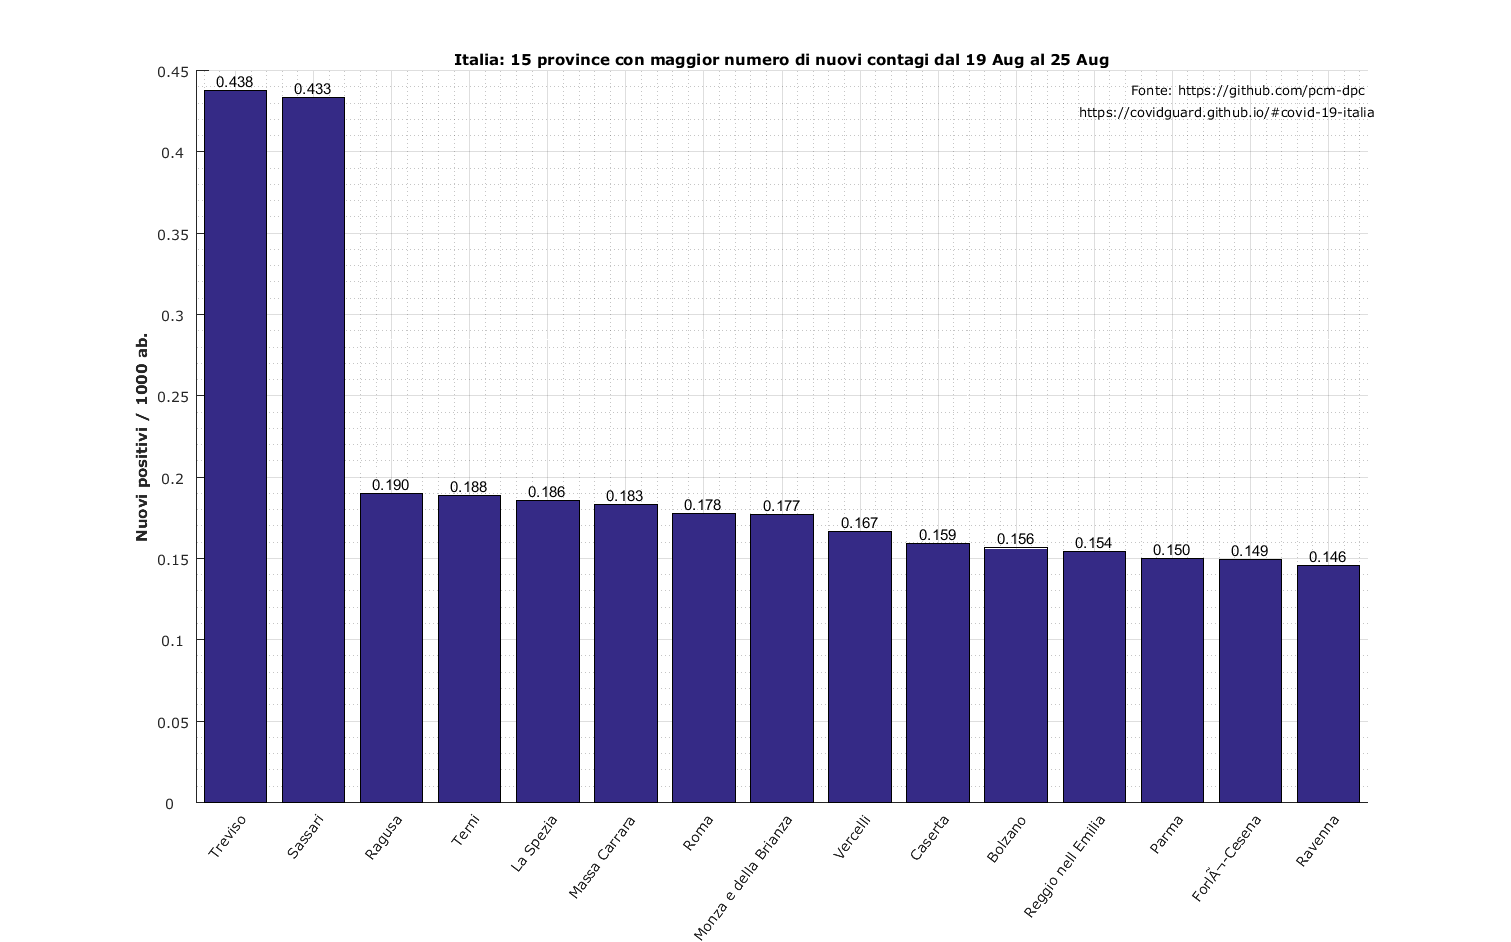 Italia: 15 province con maggior numero di nuovi contagi dal 19 Aug al 25 Aug
Fonte: https://github.com/pcm-dpc
https://covidguard.github.io/#covid-19-italia
Nuovi positivi / 1000 ab.
0.45
0.4
0.35
0.3
0.25
0.2
0.15
0.1
0.05
0
0.438
0.433
0.190
0.188
0.186
0.183
0.178
0.177
0.167
0.159
0.156
0.154
0.150
0.149
0.146
Treviso
Sassari
Ragusa
Terni
La Spezia
Massa Carrara
Roma
Monza e della Brianza
Vercelli
Caserta
Bolzano
Reggio nell Emilia
Parma
ForlÃ¬-Cesena
Ravenna